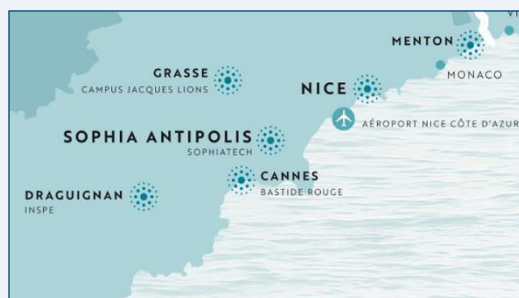 MENTON
MONACO
GRASSE
CAMPUS JACQUES LIONS
NICE
AÉROPORT NICE CÔTE D'AZUR
SOPHIA ANTIPOLIS
SOPHIATECH
CANNES
BASTIDE ROUGE
DRAGUIGNAN
INSPE